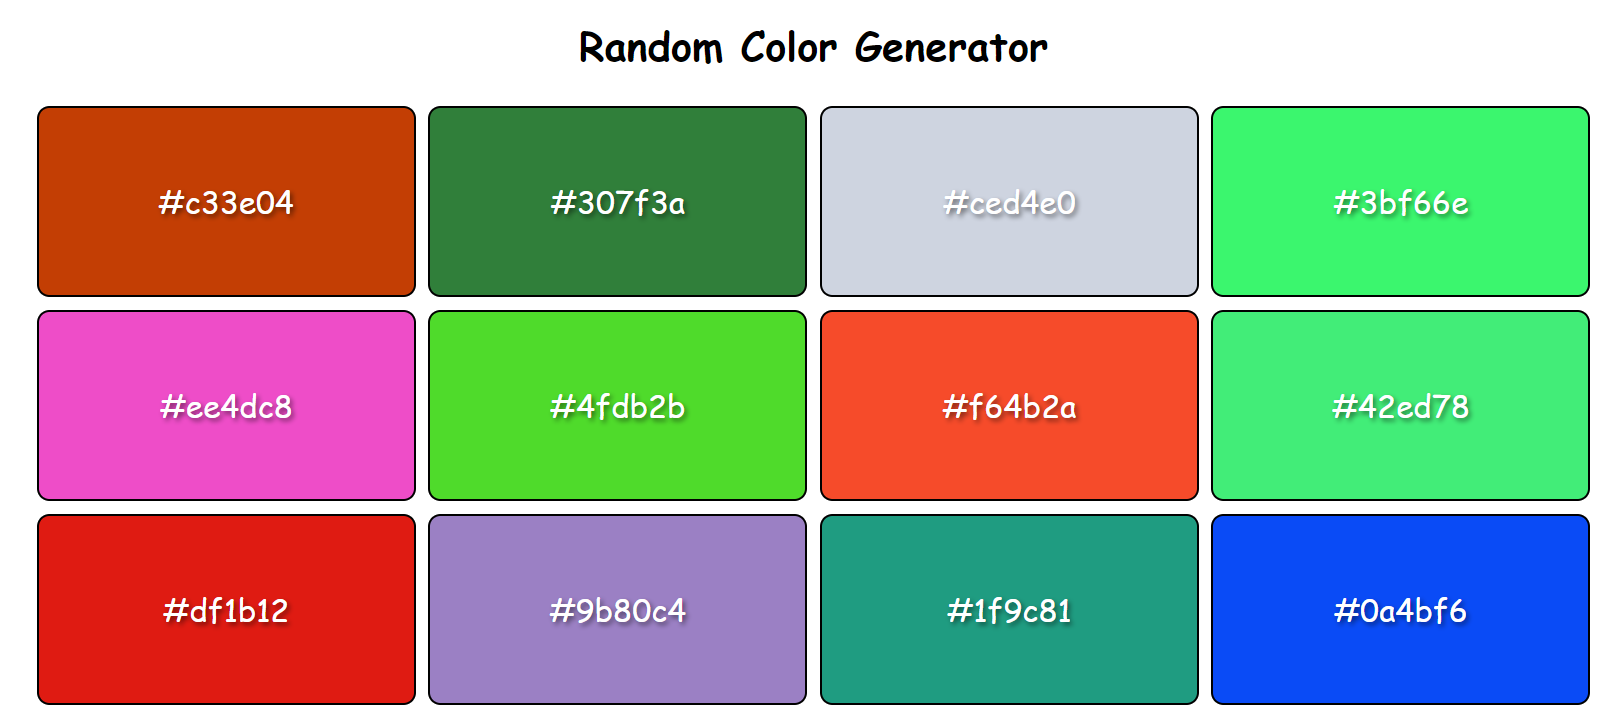 Random Color Generator
#c33e04
#307f3a
#ced4e0
#3bf66e
#ee4dc8
#4fdb2b
#f64b2a
#42ed78
#df1b12
#9b80c4
#1f9c81
#0a4bf6